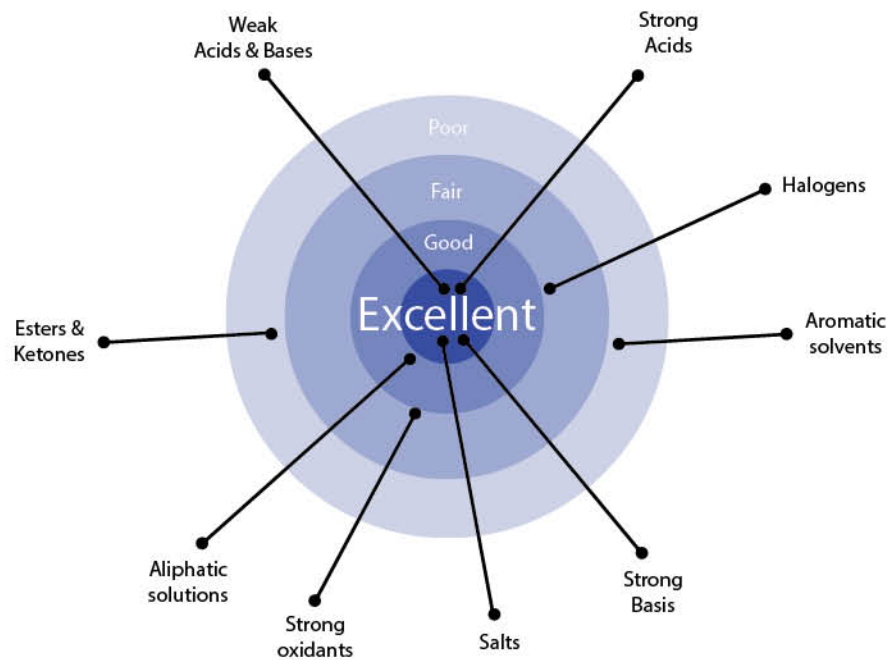 Weak
Acids & Bases
Strong
Acids
Poor
Halogens
Fair
Good
Excellent
Esters &
Ketones
Aromatic
solvents
Aliphatic
solutions
Strong
oxidants
Salts
Strong
Basis